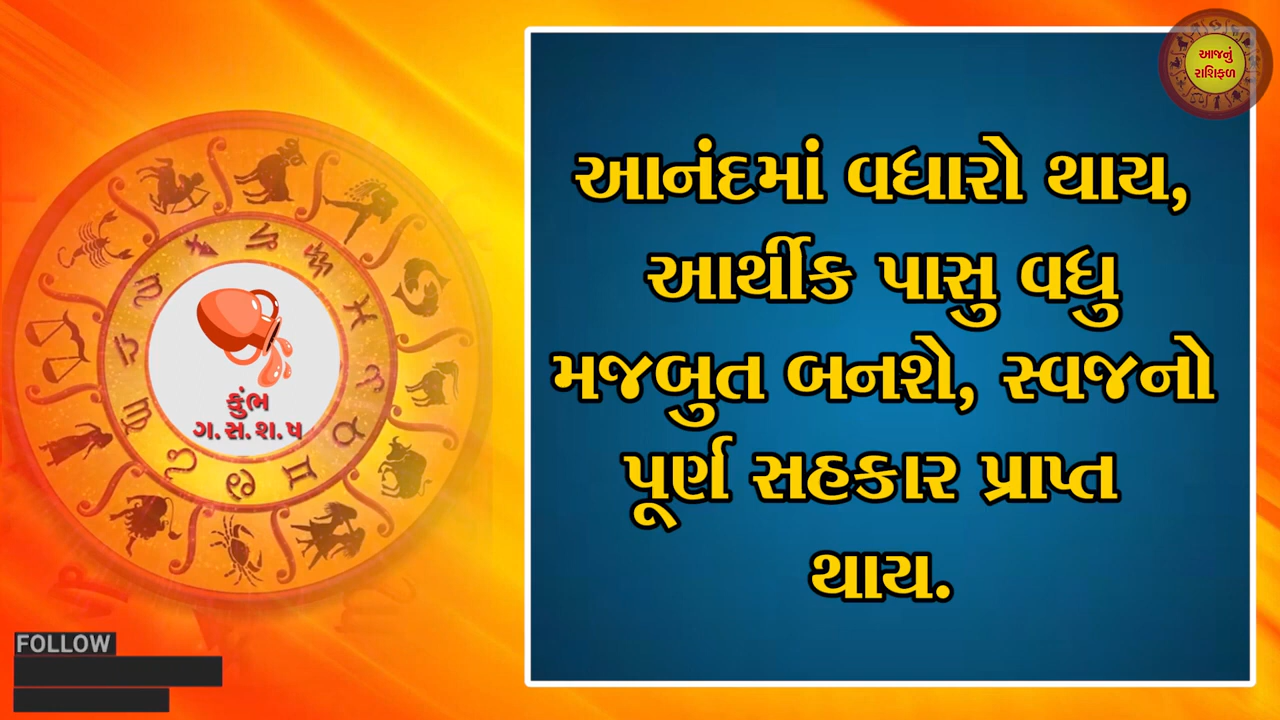 આજનું
રાશિફળ
આનંદમાં વધારો થાય,
આર્થીક પાસુ વધુ
મજબુત બનશે, સ્વજનો
પૂર્ણ સહકાર પ્રાપ્ત
થાય.
કુંભ
ગ.સ.શ.ષ
FOLLOW